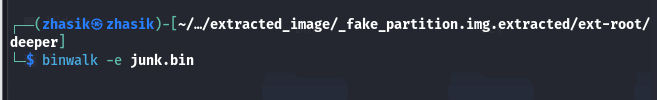 ┌──(zhasik㉿zhasik)-[~/…/extracted_image/_fake_partition.img.extracted/ext-root/
deeper]
└─$ binwalk -e junk.bin